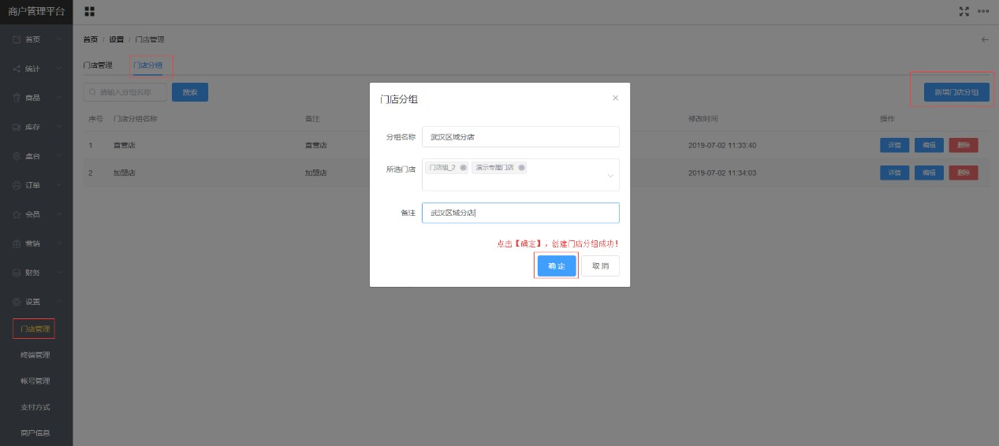 商户管理平台
首页
统计
商品
库存
桌台
订单
会员
营销
财务
设置
门店管理
终端管理
帐号管理
支付方式
商户信息
首页 / 设置 / 门店管理
门店管理 门店分组
请输入分组名称 搜索 新增门店分组
序号 门店分组名称 备注 修改时间 操作
1 直营店 直营店 2019-07-02 11:33:40 详情 编辑 删除
2 加盟店 加盟店 2019-07-02 11:34:03 详情 编辑 删除
门店分组
分组名称 武汉区域分店
所选门店 门店组_2 演示专属门店
备注 武汉区域分店
点击【确定】，创建门店分组成功！
确定 取消